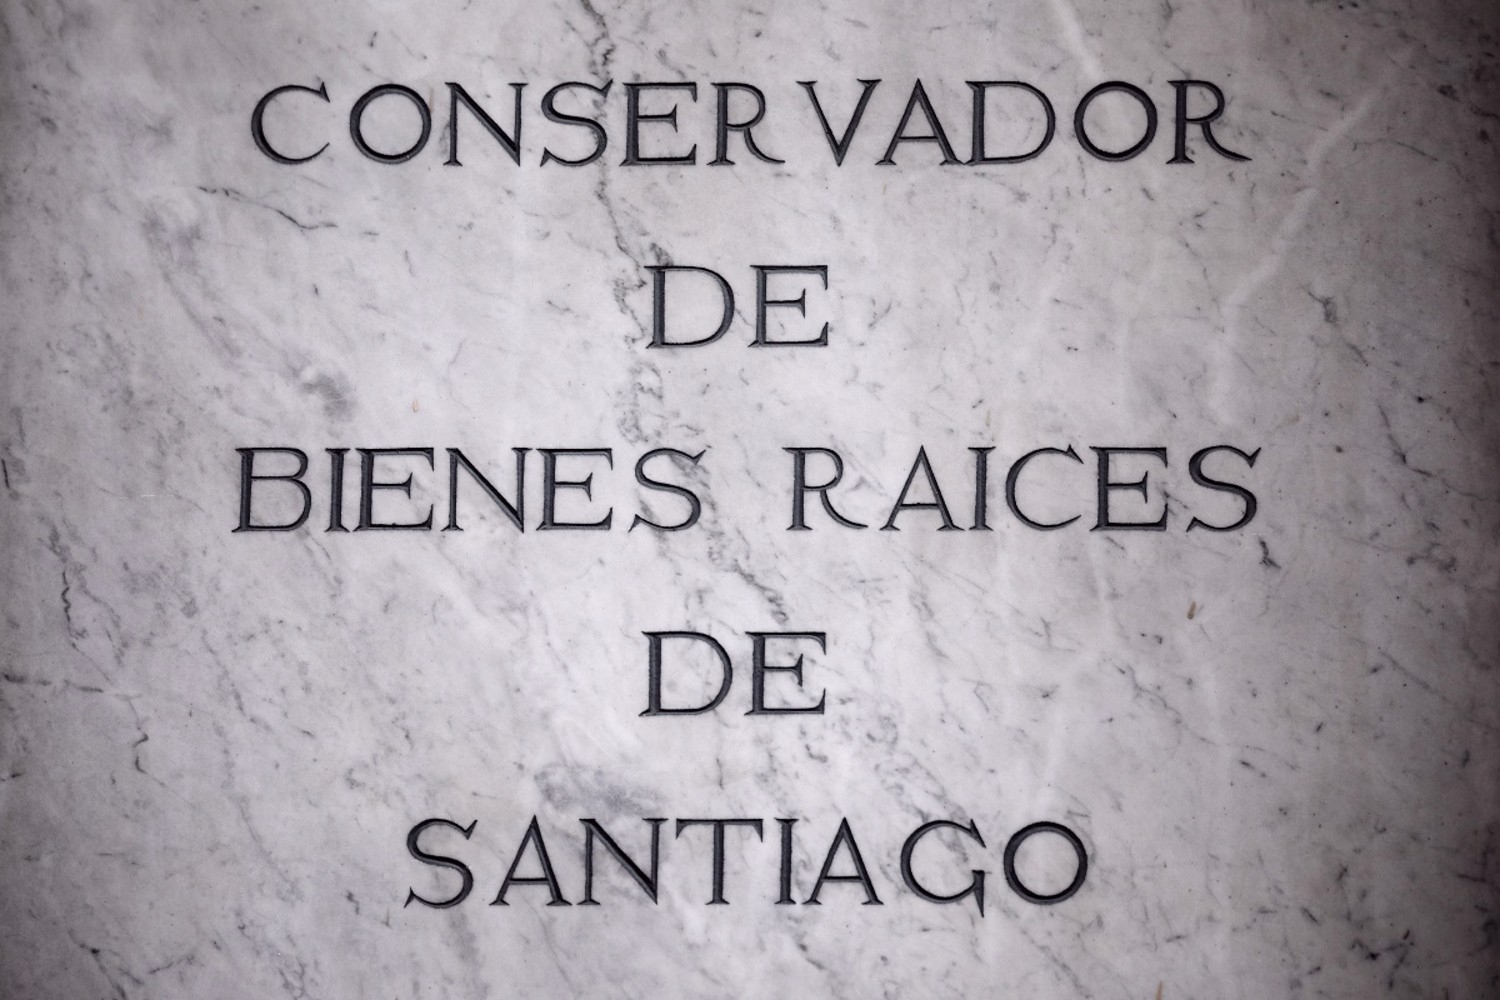 CONSERVADOR
DE
BIENES RAICES
DE
SANTIAGO